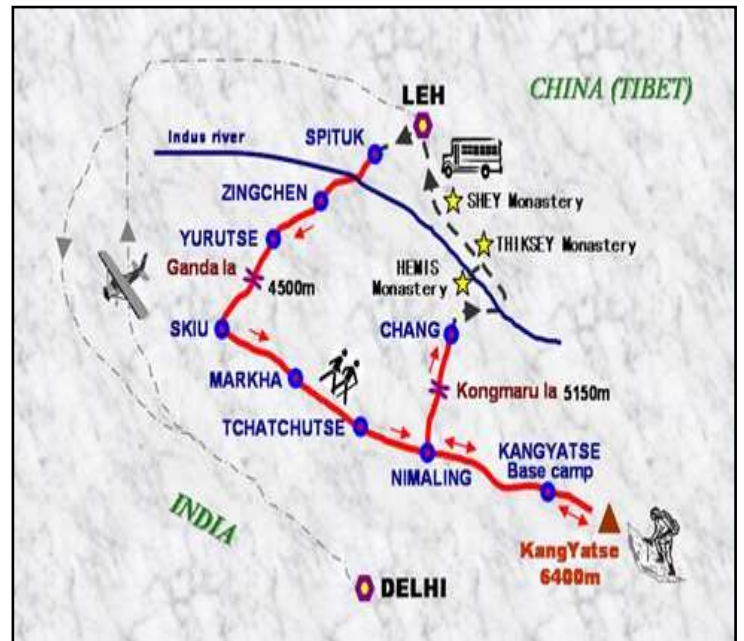 LEH
CHINA (TIBET)
Indus river
SPITUK
ZINGCHEN
SHEY Monastery
YURUTSE
THIKSEY Monastery
Ganda la
4500m
HEMIS
Monastery
SKIU
CHANG
MARKHA
Kongmaru la 5150m
TCHATCHUTSE
NIMALING
KANGYATSE
Base camp
INDIA
KangYatse
6400m
DELHI